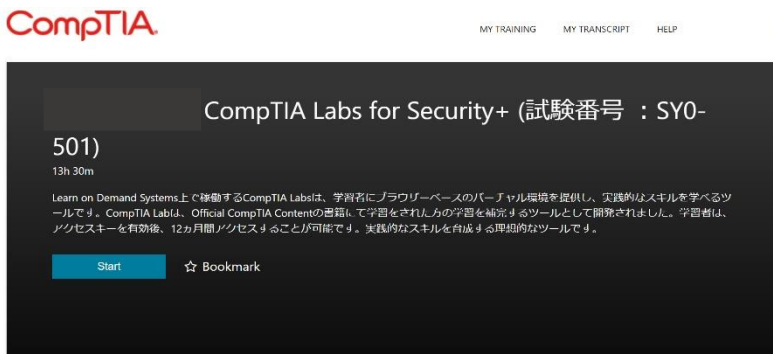 CompTIA.
MY TRAINING MY TRANSCRIPT HELP
CompTIA Labs for Security+ (試験番号 ：SY0-
501)
13h 30m
Learn on Demand Systems上で稼働するCompTIA Labsは、学習者にブラウザーベースのバーチャル環境を提供し、実践的なスキルを学べるツ
ールです。CompTIA Labは、Official CompTIA Contentの書籍にて学習をされた方の学習を補完するツールとして開発されました。学習者は、
アクセスキーを有効後、12ヵ月間アクセスすることが可能です。実践的なスキルを育成する理想的なツールです。
Start ☆ Bookmark